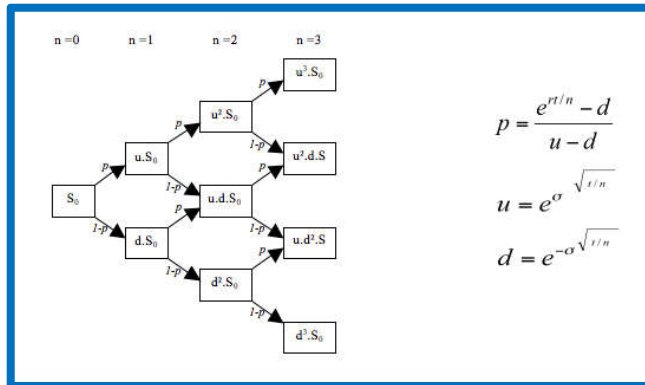 n =0 n =1 n =2 n =3
u³.S₀
p
u².S₀
p 1-p
u.S₀ u².d.S
p 1-p p
S₀ u.d.S₀
1-p p 1-p
d.S₀ u.d².S
1-p p
d².S₀
1-p
d³.S₀
p = (e^{rt/n} − d) / (u − d)
u = e^{σ √(t/n)}
d = e^{−σ √(t/n)}